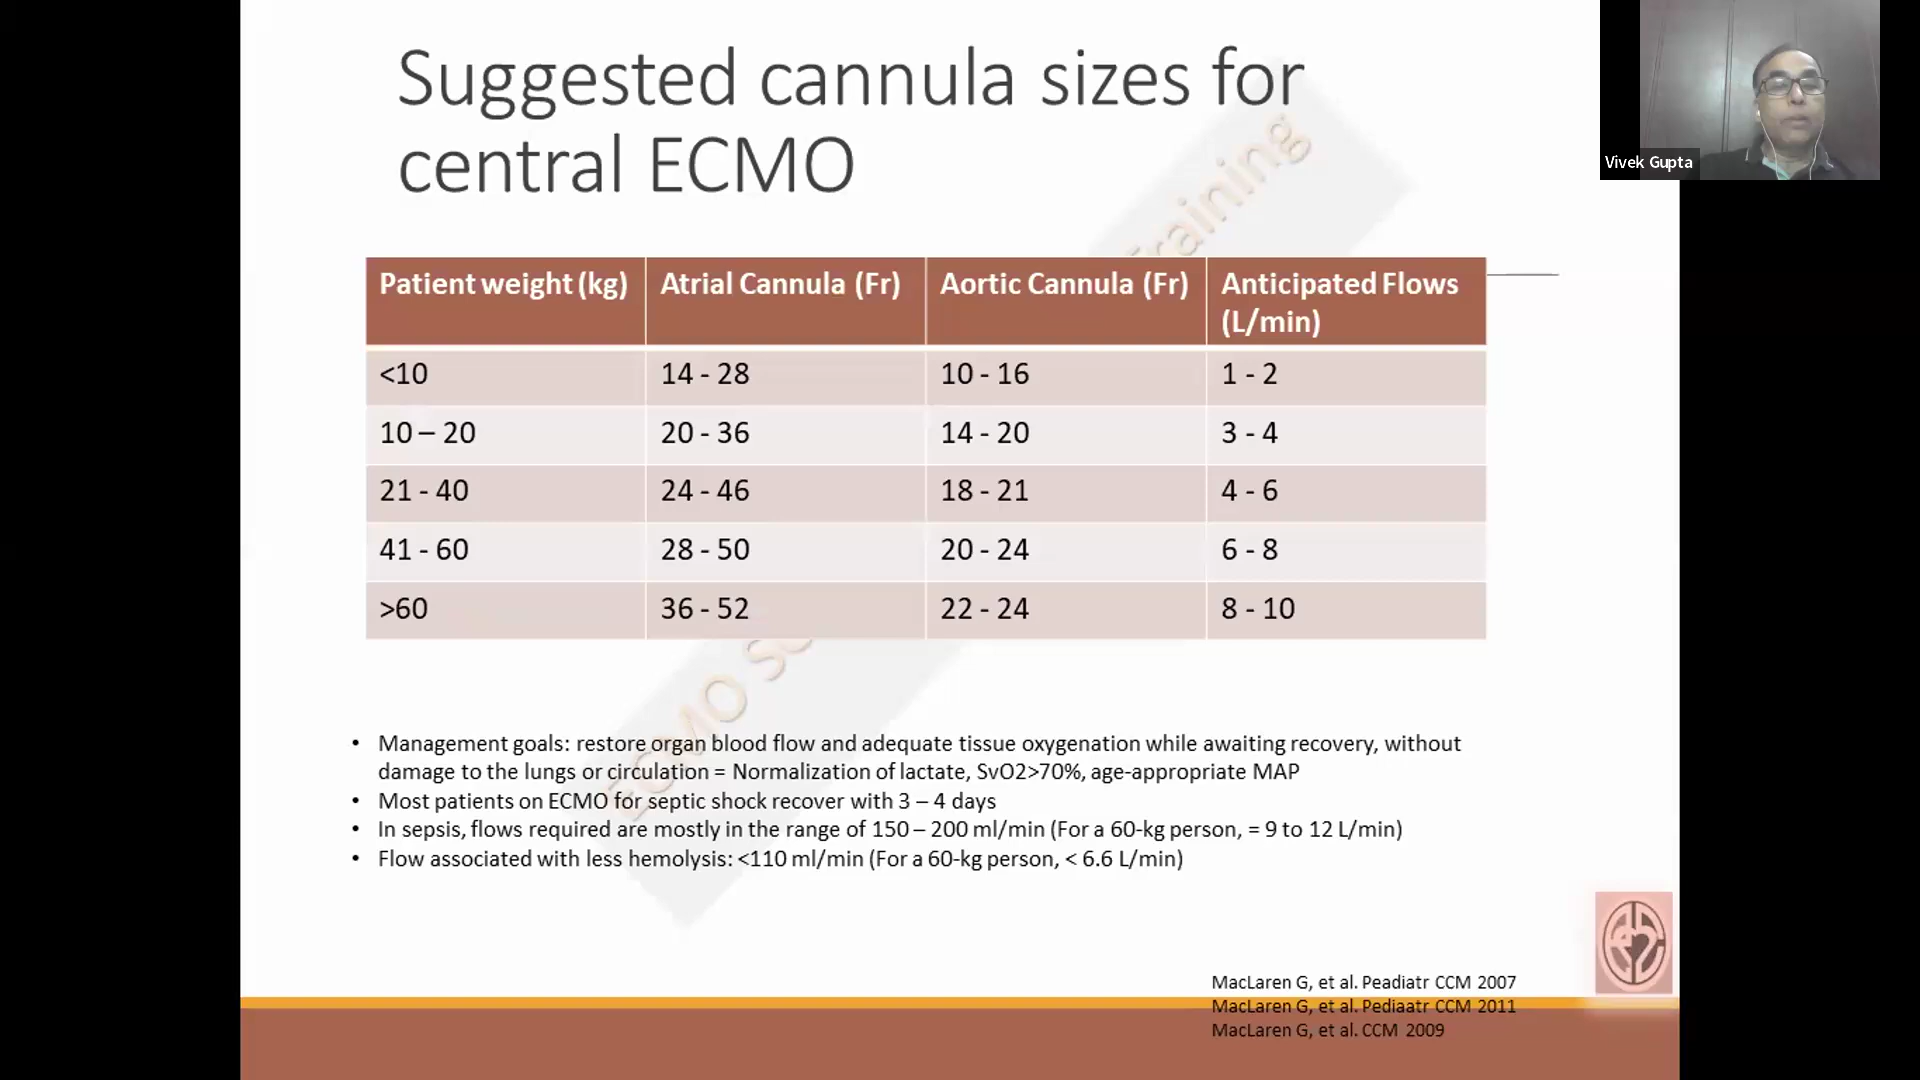 Suggested cannula sizes for
central ECMO
Vivek Gupta
Training
Patient weight (kg) Atrial Cannula (Fr) Aortic Cannula (Fr) Anticipated Flows
(L/min)
<10 14 - 28 10 - 16 1 - 2
10 – 20 20 - 36 14 - 20 3 - 4
21 - 40 24 - 46 18 - 21 4 - 6
41 - 60 28 - 50 20 - 24 6 - 8
>60 36 - 52 22 - 24 8 - 10
ECMO
• Management goals: restore organ blood flow and adequate tissue oxygenation while awaiting recovery, without
damage to the lungs or circulation = Normalization of lactate, SvO2>70%, age-appropriate MAP
• Most patients on ECMO for septic shock recover with 3 – 4 days
• In sepsis, flows required are mostly in the range of 150 – 200 ml/min (For a 60-kg person, = 9 to 12 L/min)
• Flow associated with less hemolysis: <110 ml/min (For a 60-kg person, < 6.6 L/min)
MacLaren G, et al. Peadiatr CCM 2007
MacLaren G, et al. Pediaatr CCM 2011
MacLaren G, et al. CCM 2009